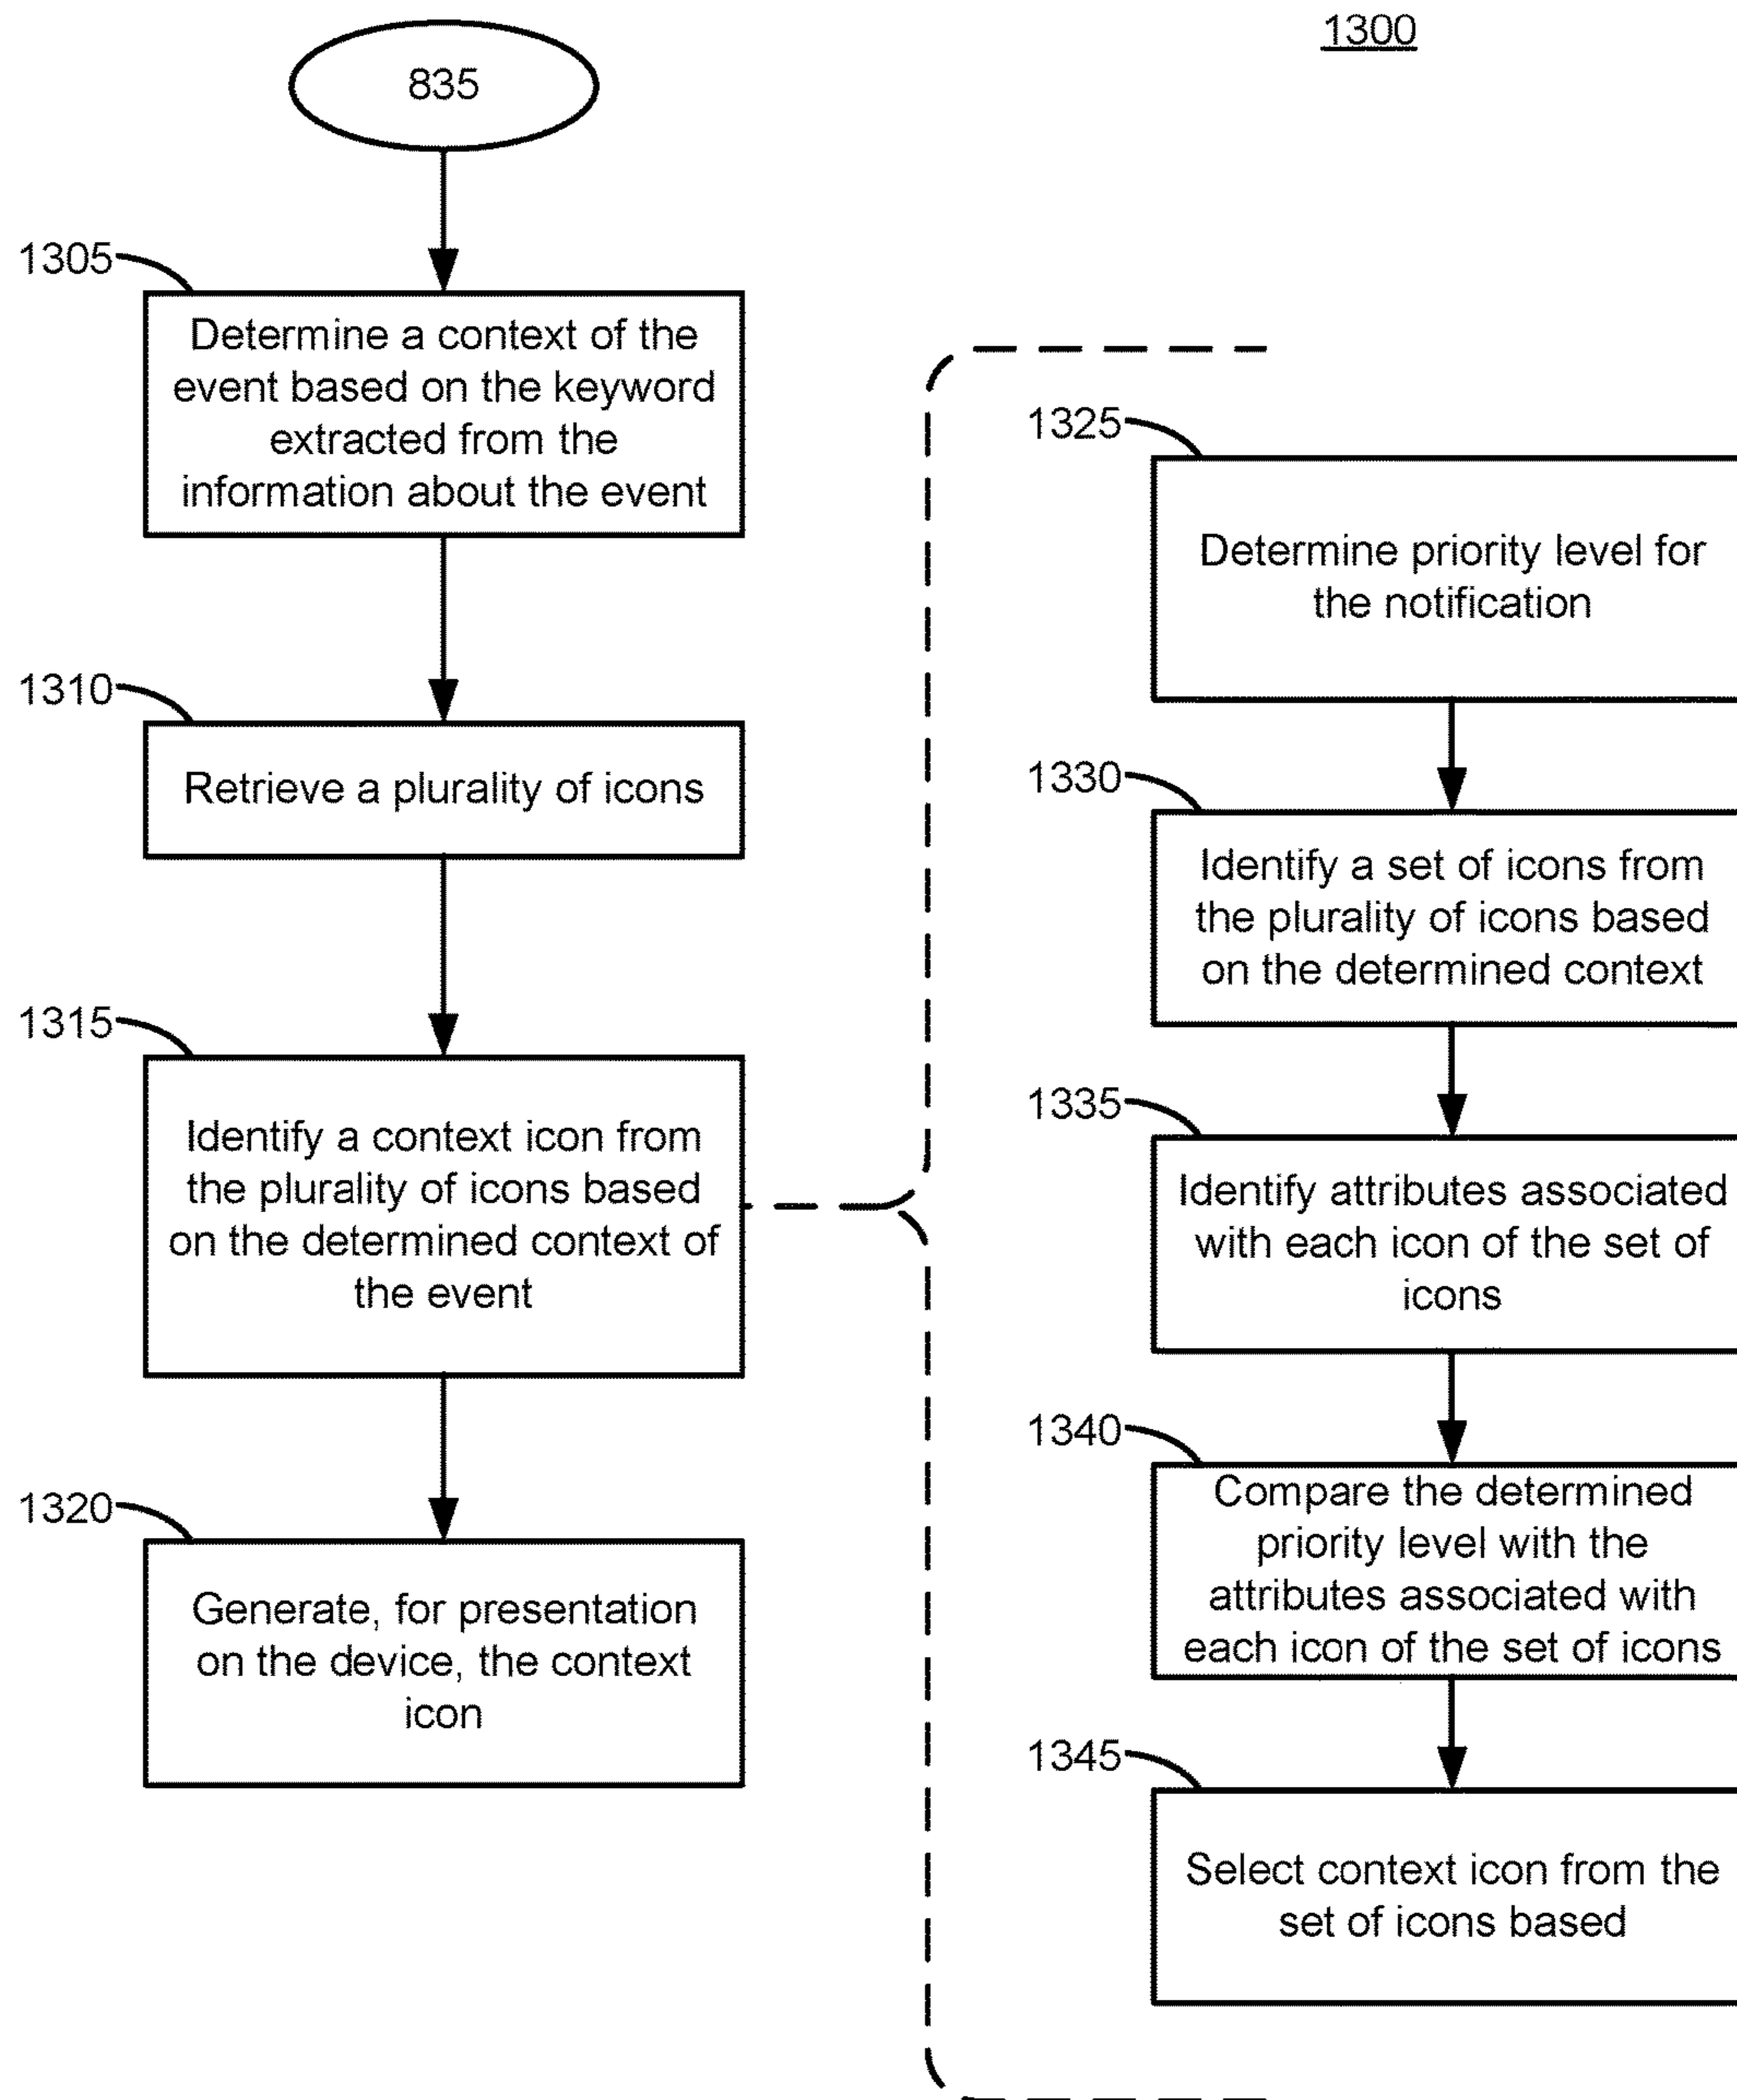 1300
835
1305
Determine a context of the
event based on the keyword
extracted from the
information about the event
1310
Retrieve a plurality of icons
1315
Identify a context icon from
the plurality of icons based
on the determined context of
the event
1320
Generate, for presentation
on the device, the context
icon
1325
Determine priority level for
the notification
1330
Identify a set of icons from
the plurality of icons based
on the determined context
1335
Identify attributes associated
with each icon of the set of
icons
1340
Compare the determined
priority level with the
attributes associated with
each icon of the set of icons
1345
Select context icon from the
set of icons based